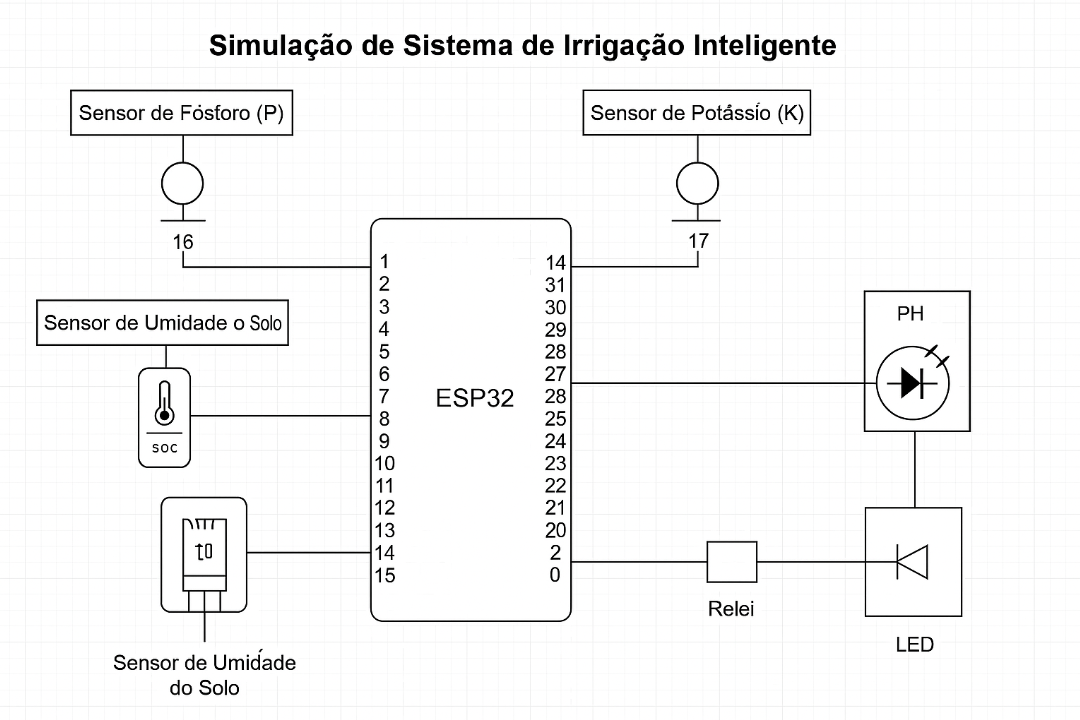 Simulação de Sistema de Irrigação Inteligente
Sensor de Fósforo (P)
Sensor de Potássío (K)
16
17
Sensor de Umidade o Solo
soc
Sensor de Umidade
do Solo
1
2
3
4
5
6
7
8
9
10
11
12
13
14
15
ESP32
14
31
30
29
28
27
28
25
24
23
22
21
20
2
0
PH
Relei
LED